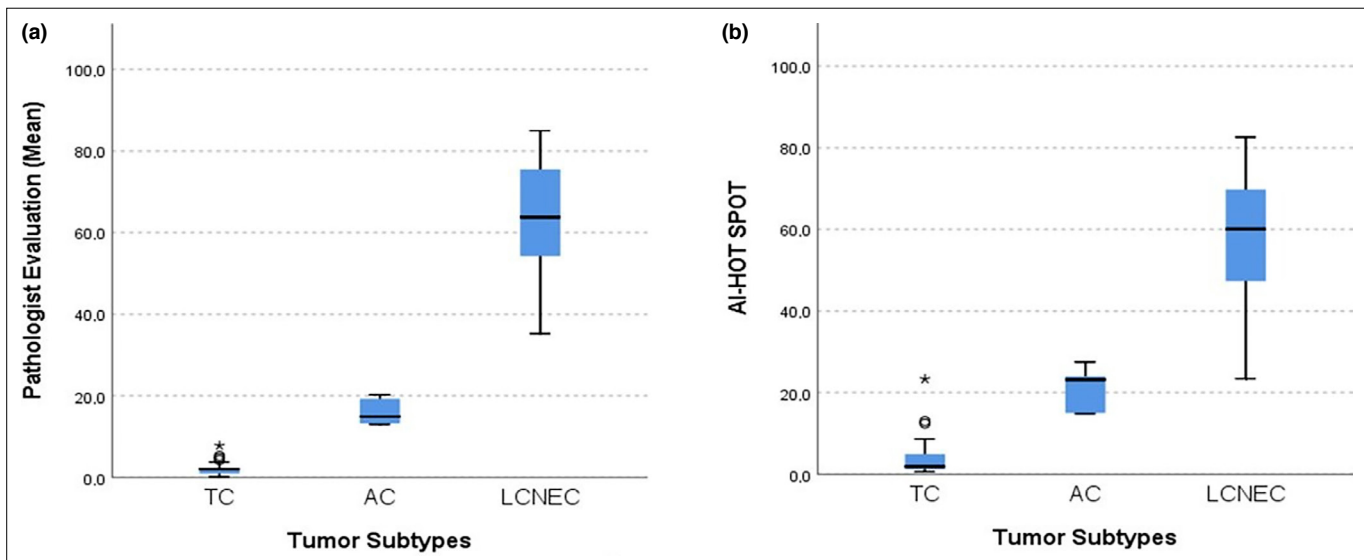 (a)
Pathologist Evaluation (Mean)
100.0
80.0
60.0
40.0
20.0
0.0
TC AC LCNEC
Tumor Subtypes
(b)
AI-HOT SPOT
100.0
80.0
60.0
40.0
20.0
0.0
TC AC LCNEC
Tumor Subtypes